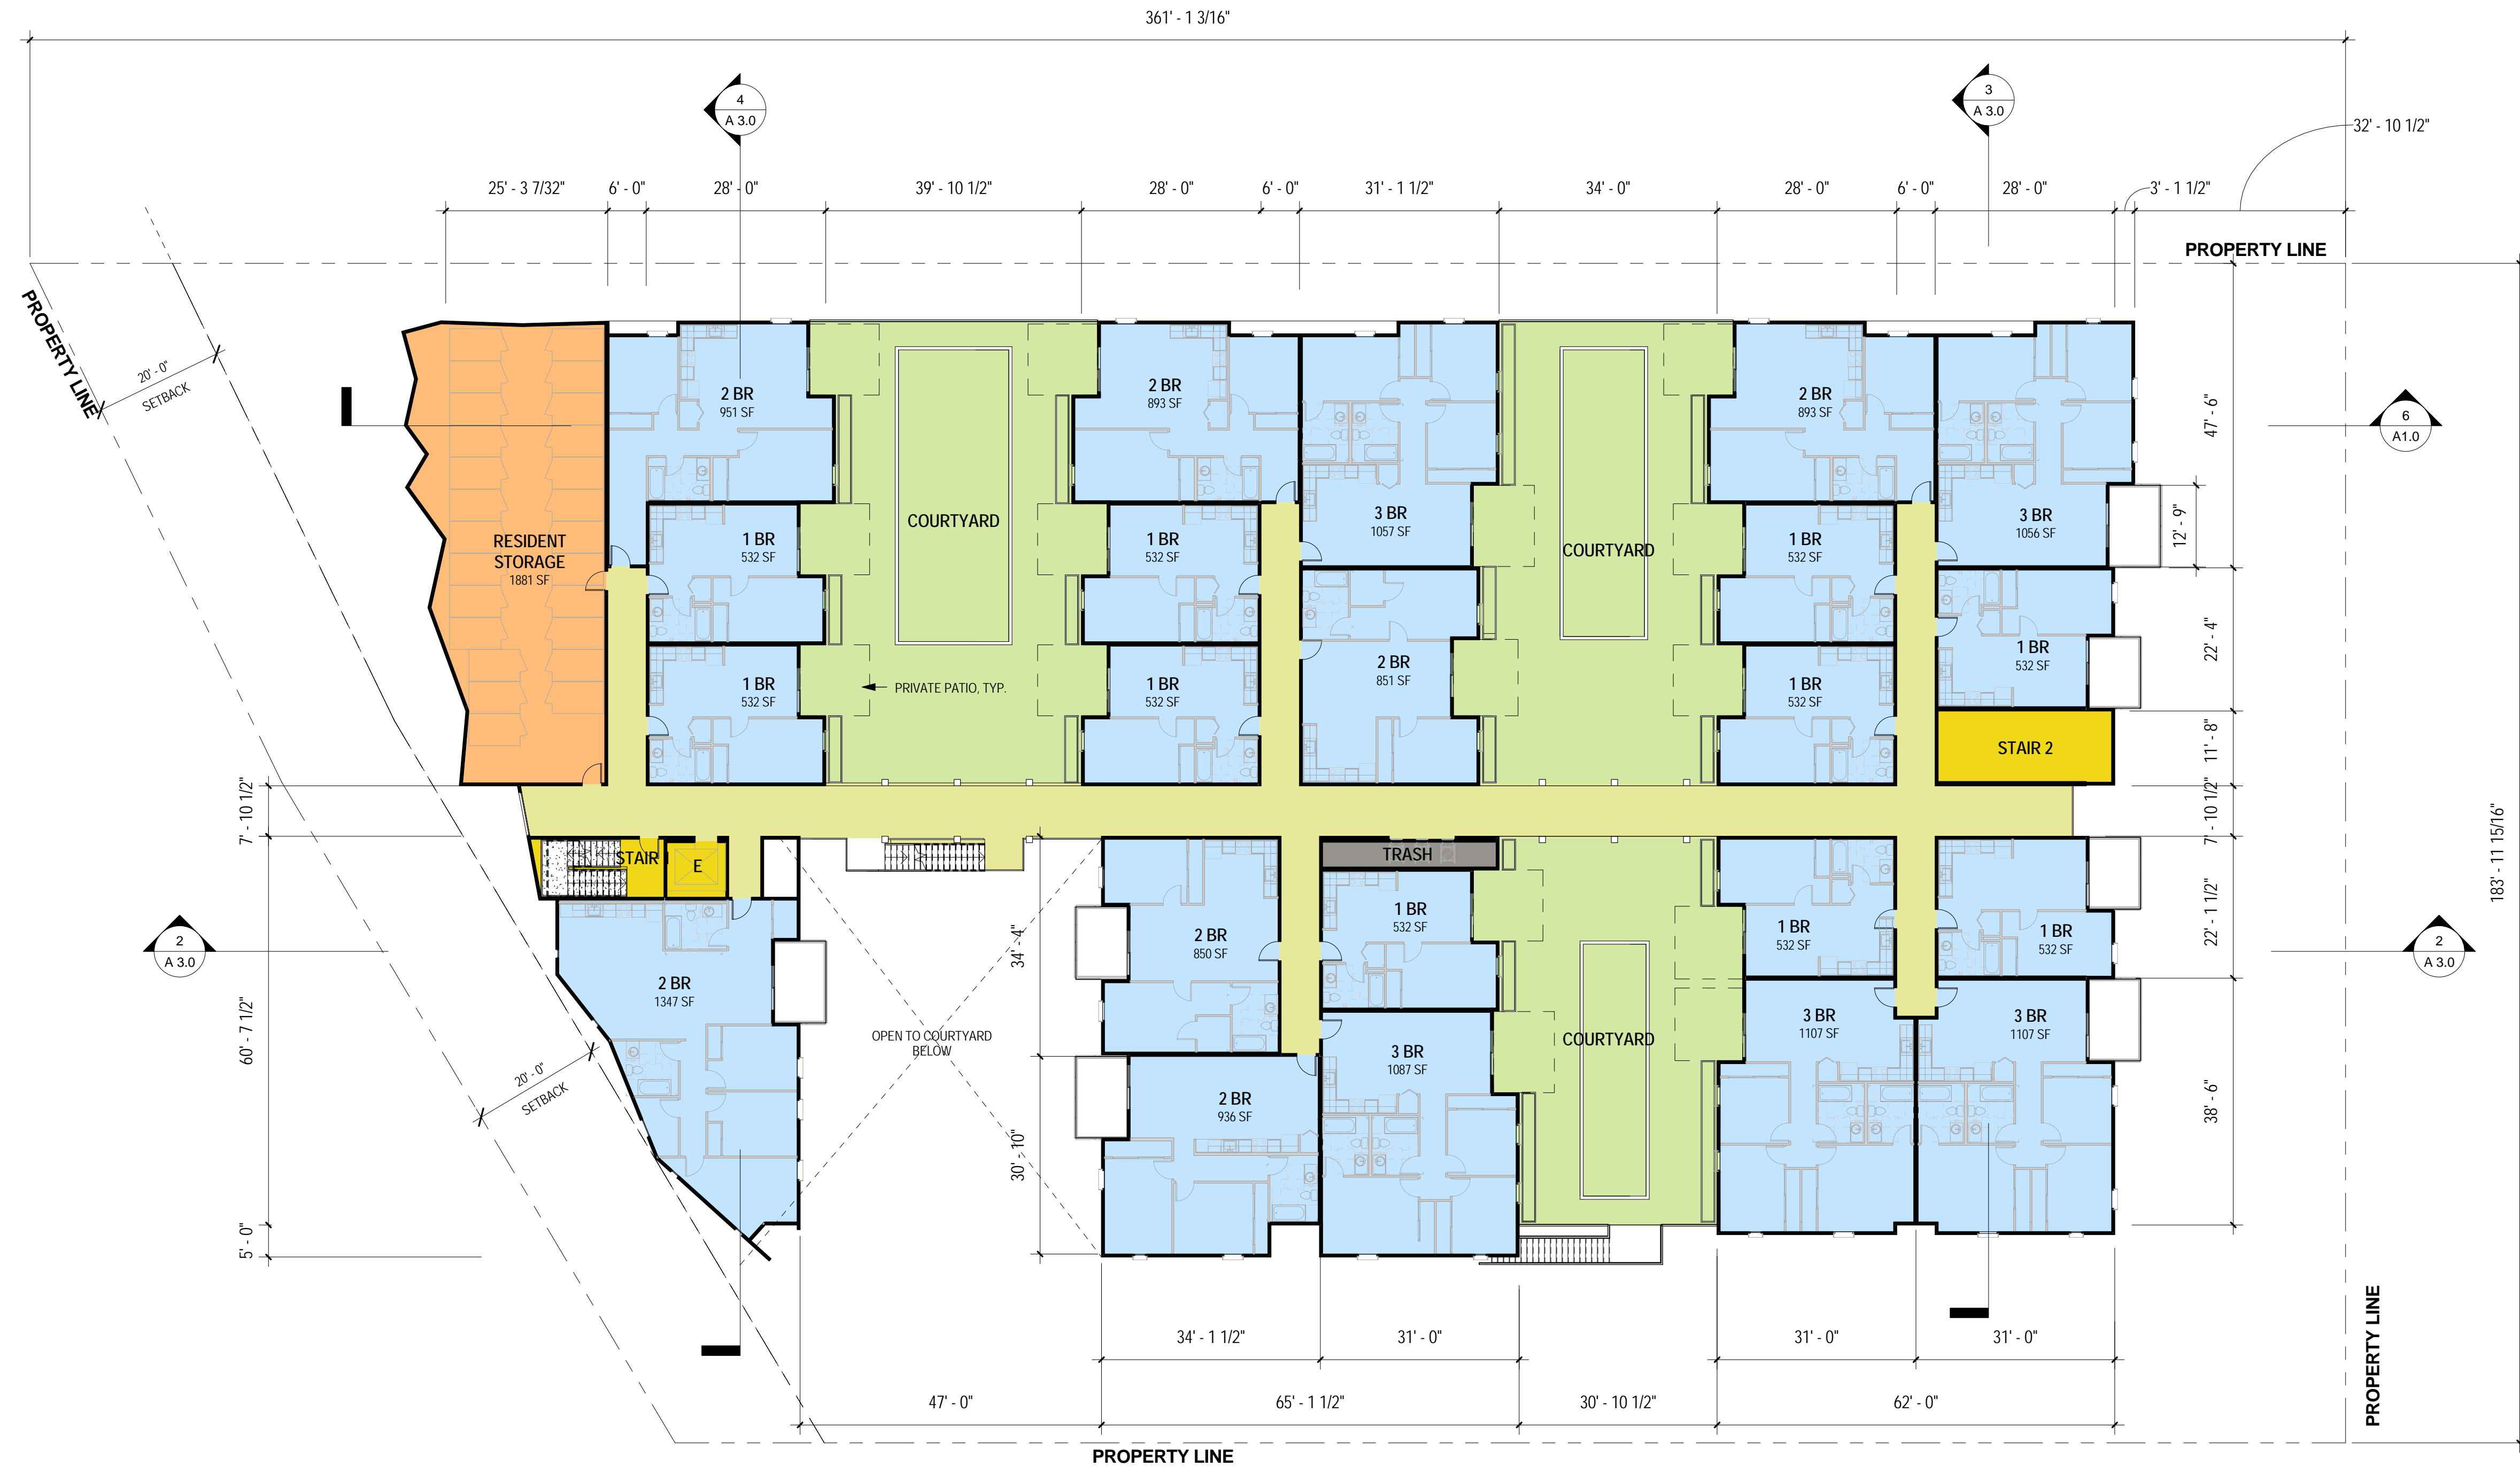 361' - 1 3/16"
4
A 3.0
3
A 3.0
32' - 10 1/2"
25' - 3 7/32"
6' - 0"
28' - 0"
39' - 10 1/2"
28' - 0"
6' - 0"
31' - 1 1/2"
34' - 0"
28' - 0"
6' - 0"
28' - 0"
3' - 1 1/2"
PROPERTY LINE
PROPERTY LINE
20' - 0"
SETBACK
2 BR
951 SF
2 BR
893 SF
2 BR
893 SF
47' - 6"
6
A1.0
RESIDENT
STORAGE
1881 SF
1 BR
532 SF
COURTYARD
1 BR
532 SF
3 BR
1057 SF
COURTYARD
1 BR
532 SF
3 BR
1056 SF
12' - 9"
1 BR
532 SF
PRIVATE PATIO, TYP.
1 BR
532 SF
2 BR
851 SF
1 BR
532 SF
1 BR
532 SF
22' - 4"
STAIR 2
11' - 8"
7' - 10 1/2"
7' - 10 1/2"
183' - 11 15/16"
STAIR 1
E
TRASH
2
A 3.0
2 BR
1347 SF
34' - 4"
2 BR
850 SF
1 BR
532 SF
1 BR
532 SF
1 BR
532 SF
22' - 1 1/2"
2
A 3.0
60' - 7 1/2"
20' - 0"
SETBACK
OPEN TO COURTYARD
BELOW
3 BR
1087 SF
COURTYARD
3 BR
1107 SF
3 BR
1107 SF
2 BR
936 SF
38' - 6"
30' - 10"
5' - 0"
34' - 1 1/2"
31' - 0"
31' - 0"
31' - 0"
47' - 0"
65' - 1 1/2"
30' - 10 1/2"
62' - 0"
PROPERTY LINE
PROPERTY LINE